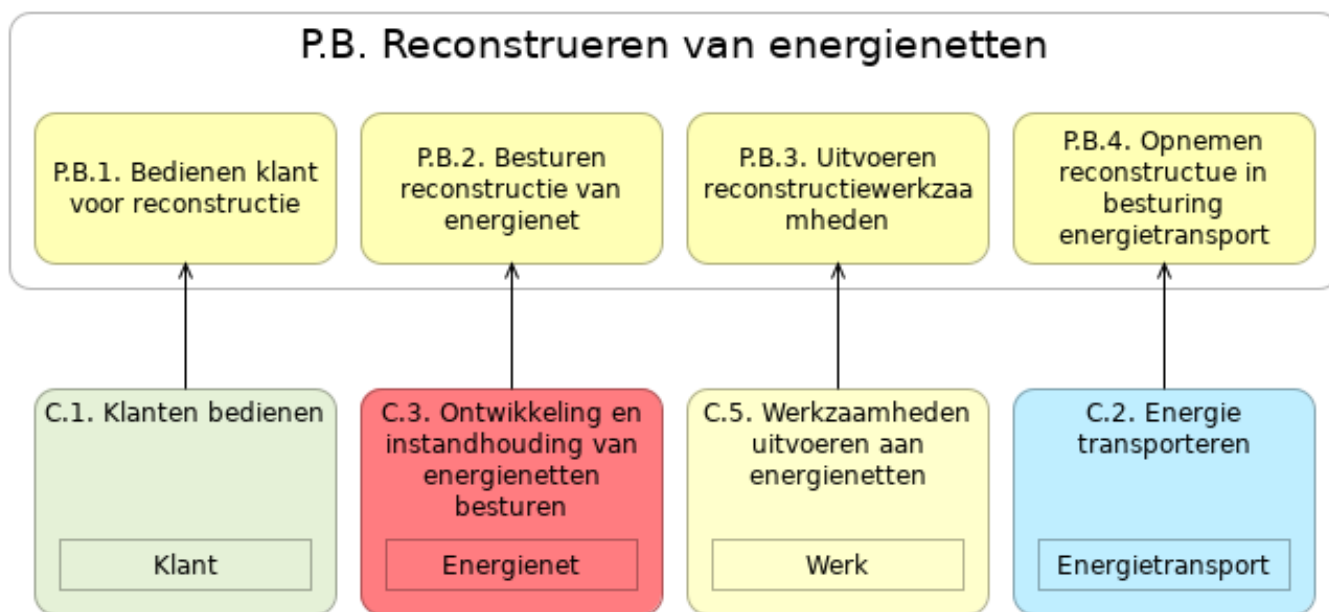 P.B. Reconstrueren van energienetten
P.B.1. Bedienen klant
voor reconstructie
P.B.2. Besturen
reconstructie van
energienet
P.B.3. Uitvoeren
reconstructiewerkzaa
mheden
P.B.4. Opnemen
reconstructue in
besturing
energietransport
C.1. Klanten bedienen
Klant
C.3. Ontwikkeling en
instandhouding van
energienetten
besturen
Energienet
C.5. Werkzaamheden
uitvoeren aan
energienetten
Werk
C.2. Energie
transporteren
Energietransport